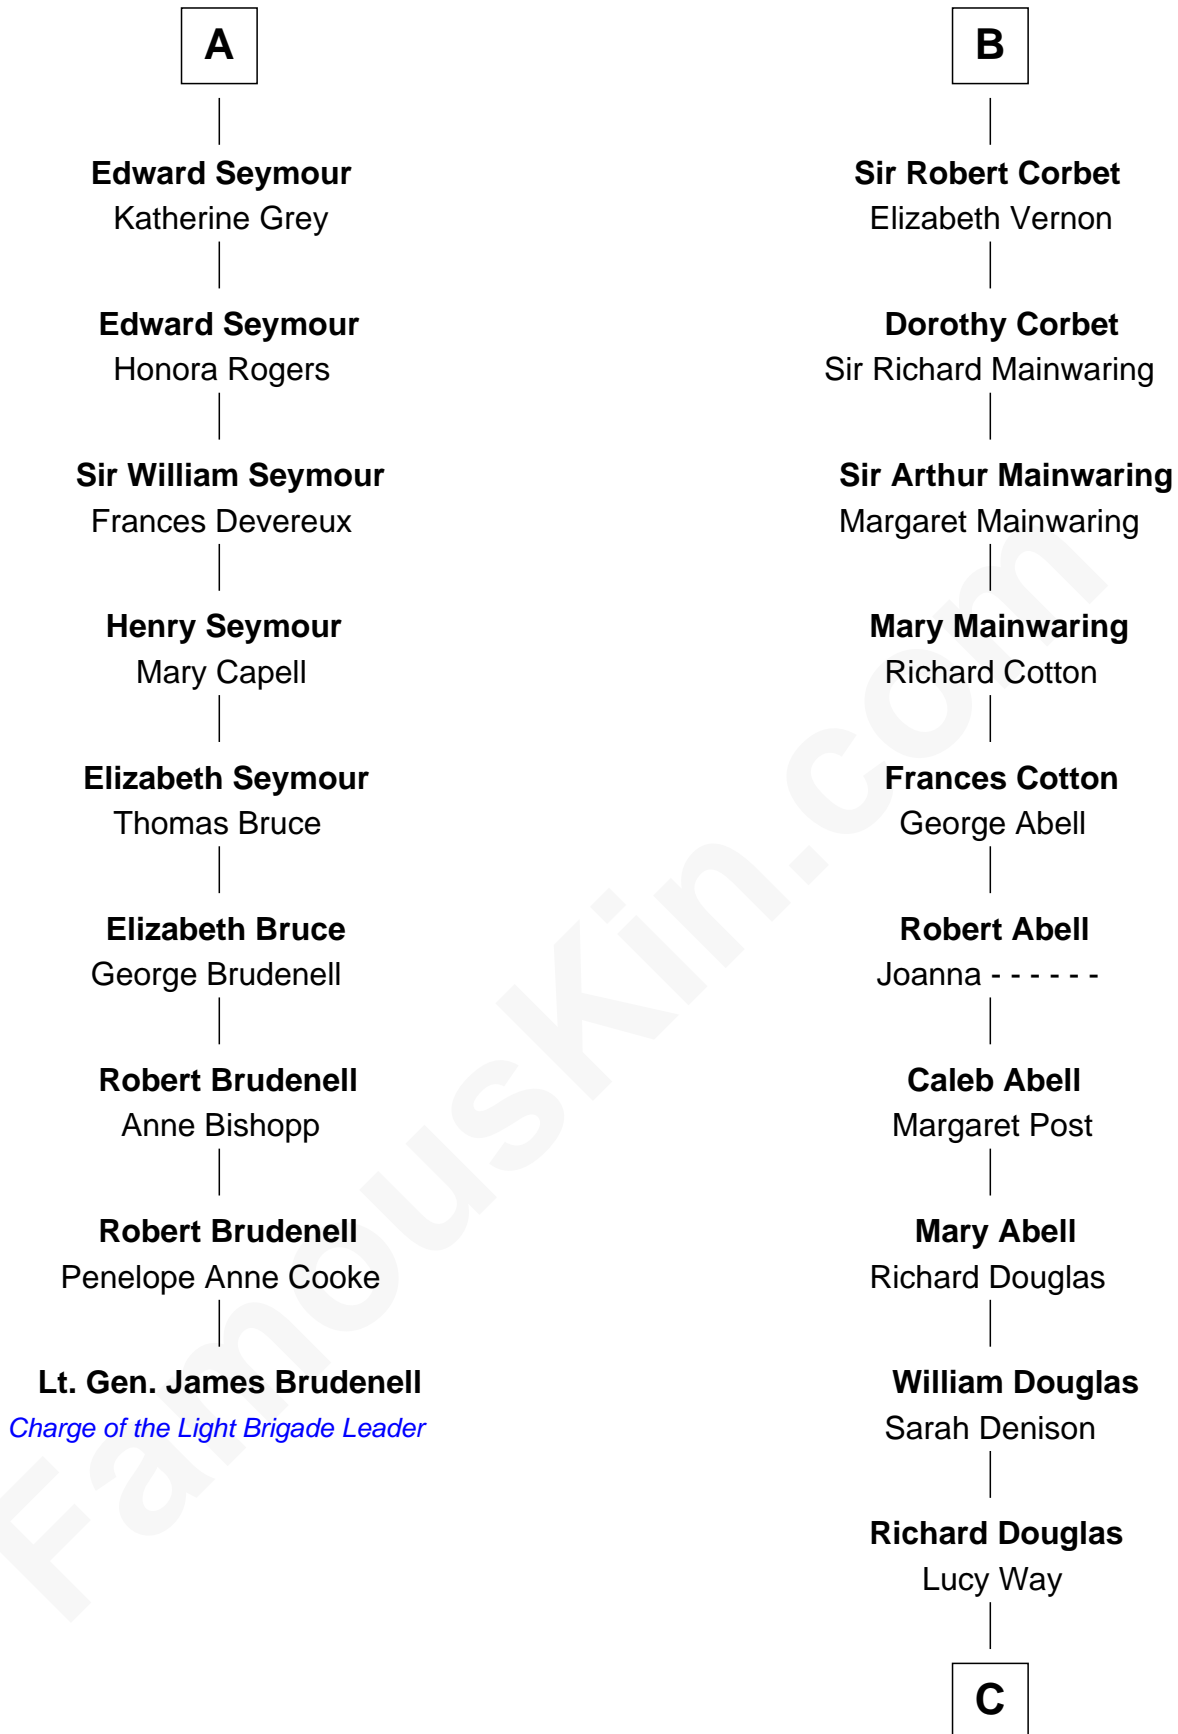 A
Edward Seymour
Katherine Grey
Edward Seymour
Honora Rogers
Sir William Seymour
Frances Devereux
Henry Seymour
Mary Capell
Elizabeth Seymour
Thomas Bruce
Elizabeth Bruce
George Brudenell
Robert Brudenell
Anne Bishopp
Robert Brudenell
Penelope Anne Cooke
Lt. Gen. James Brudenell
Charge of the Light Brigade Leader
B
Sir Robert Corbet
Elizabeth Vernon
Dorothy Corbet
Sir Richard Mainwaring
Sir Arthur Mainwaring
Margaret Mainwaring
Mary Mainwaring
Richard Cotton
Frances Cotton
George Abell
Robert Abell
Joanna - - - - - -
Caleb Abell
Margaret Post
Mary Abell
Richard Douglas
William Douglas
Sarah Denison
Richard Douglas
Lucy Way
C
FamousKin.com